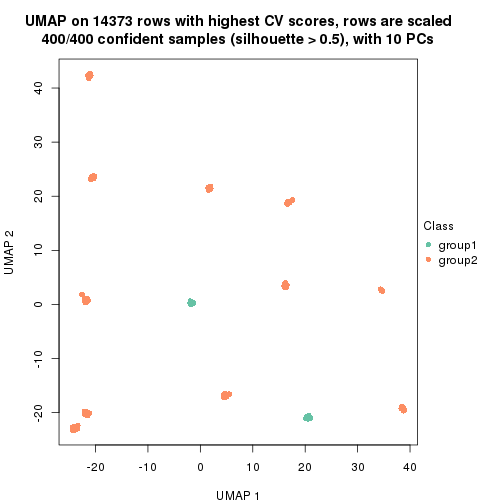 UMAP on 14373 rows with highest CV scores, rows are scaled
400/400 confident samples (silhouette > 0.5), with 10 PCs
40
30
20
10
0
-10
-20
UMAP 2
Class
group1
group2
-20 -10 0 10 20 30 40
UMAP 1